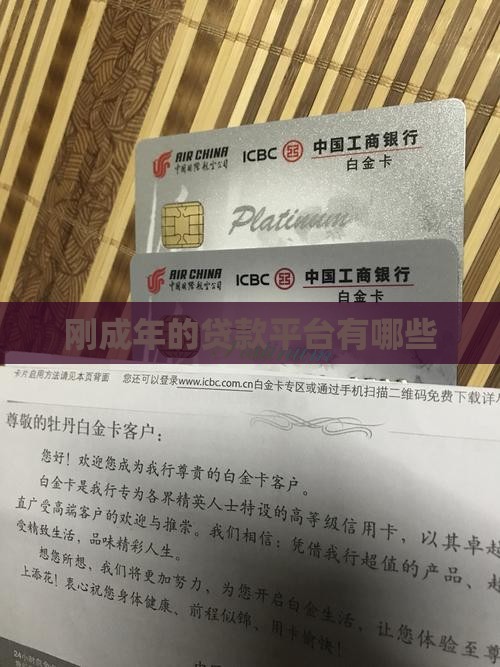 AIR CHINA
中国国际航空公司
ICBC 中国工商银行
白金卡
Platinum
AIR CHINA
中国国际航空公司
ICBC 中国工商银行
白金卡
刚成年的贷款平台有哪些
卡片启用方法请见本页背面 您还可以登录www.icbc.com.cn白金卡专区或通过手机扫描二维码免费下载详
尊敬的牡丹白金卡客户：
您好！欢迎您成为我行尊贵的白金卡客户。
白金卡是我行专为各界精英人士特设的高等级信用卡，以其卓越
直广受高端客户的欢迎与推崇。我们相信：凭借我行超值的产品、超
受精致生活，品味精彩人生。
想您所想，我们将更加努力，为您开启白金生活，让您体验至尊
上添花！衷心祝您身体健康、前程似锦、用卡愉快！